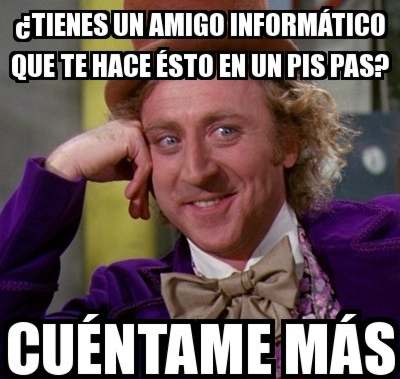 ¿TIENES UN AMIGO INFORMÁTICO
QUE TE HACE ÉSTO EN UN PIS PAS?
CUÉNTAME MÁS